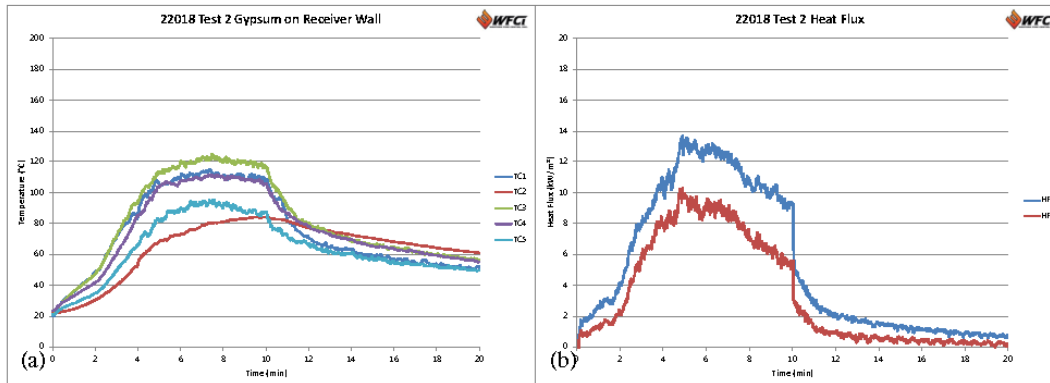 22018 Test 2 Gypsum on Receiver Wall
WFCi
200
180
160
140
120
100
80
60
40
20
0
Temperature (°C)
0 2 4 6 8 10 12 14 16 18 20
Time (min)
TC1
TC2
TC3
TC4
TC5
(a)
22018 Test 2 Heat Flux
WFCi
20
18
16
14
12
10
8
6
4
2
0
Heat Flux (kW/m²)
0 2 4 6 8 10 12 14 16 18 20
Time (min)
HF
HF
(b)